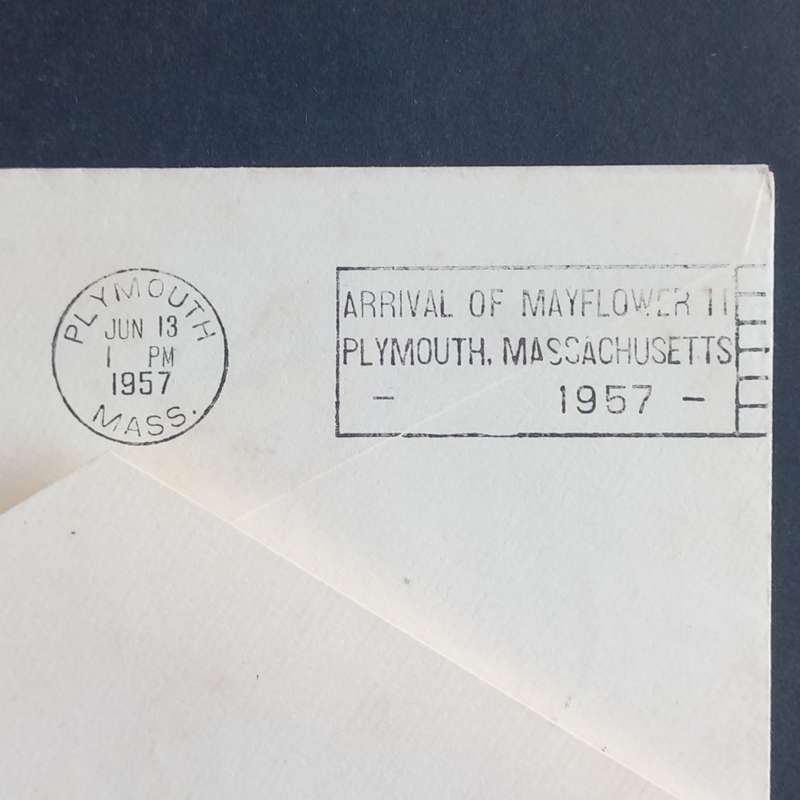 PLYMOUTH
JUN 13
1 PM
1957
MASS.
ARRIVAL OF MAYFLOWER II
PLYMOUTH, MASSACHUSETTS
- 1957 -